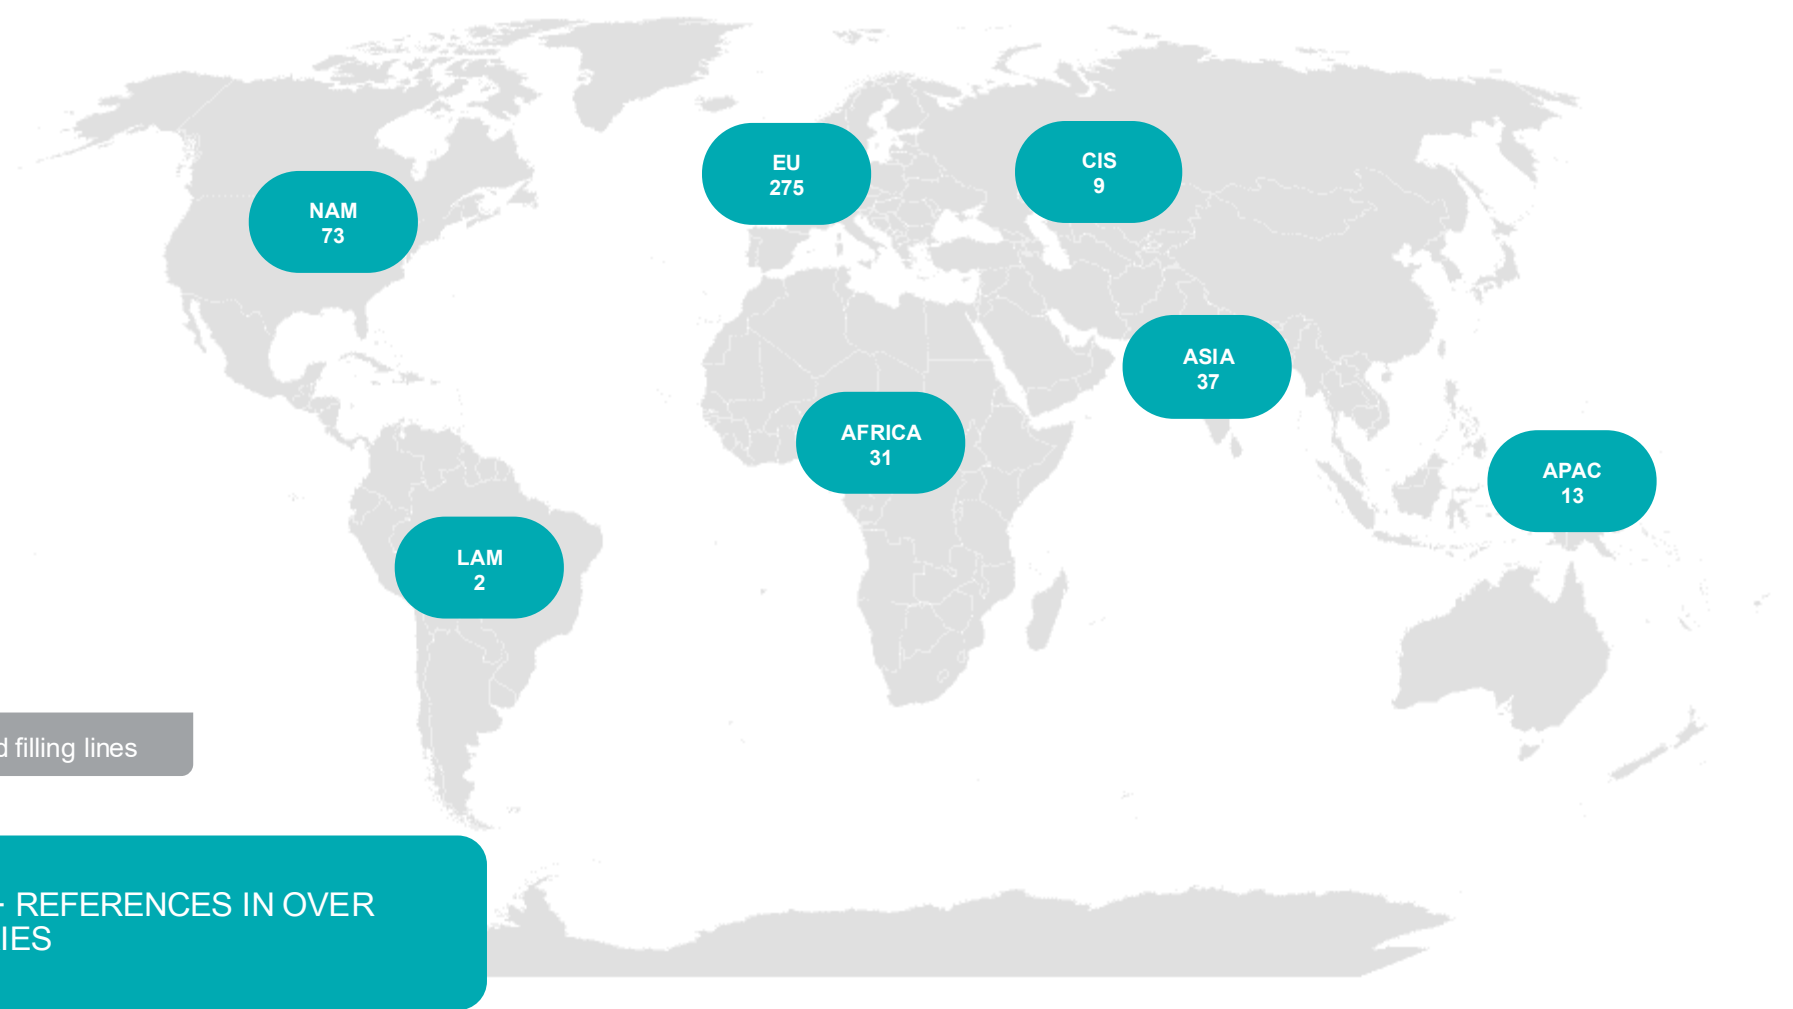 EU
275
CIS
9
NAM
73
ASIA
37
AFRICA
31
APAC
13
LAM
2
filling lines
REFERENCES IN OVER